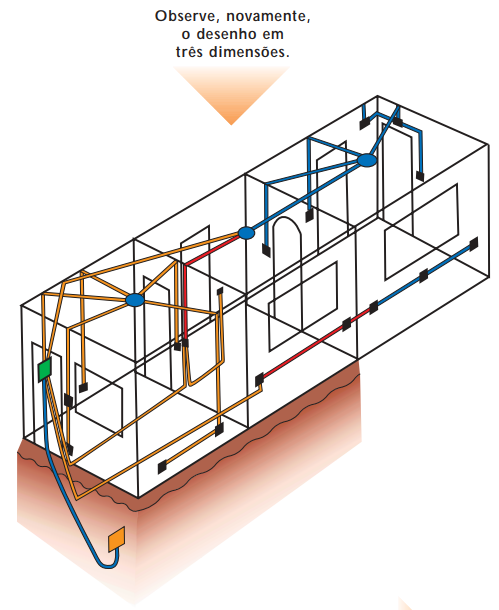 Observe, novamente,
o desenho em
três dimensões.